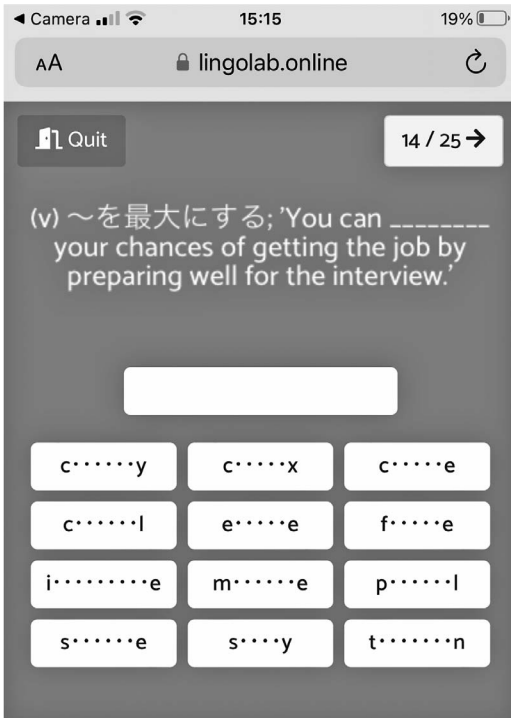 Camera 15:15 19%
AA lingolab.online
Quit 14 / 25
(v) ～を最大にする; 'You can ________
your chances of getting the job by
preparing well for the interview.'
c······y c·····x c·····e
c······l e·····e f·····e
i·········e m······e p······l
s······e s····y t·······n